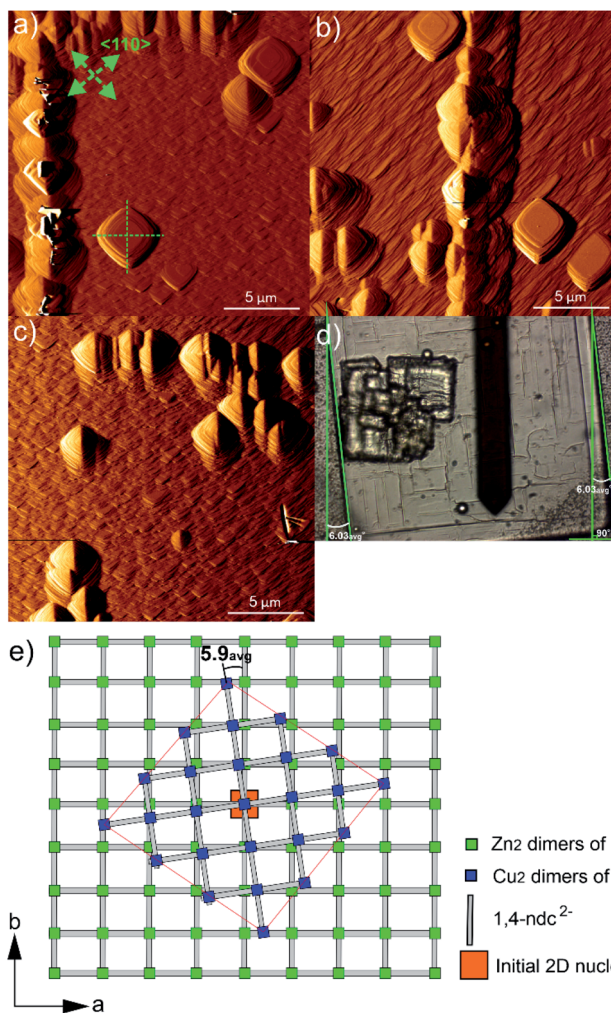 a)
<110>
5 µm
b)
5 µm
c)
5 µm
d)
6.03avg°
6.03avg°
90°
e)
5.9avg
Zn2 dimers of
Cu2 dimers of
1,4-ndc2-
Initial 2D nucle
b
a